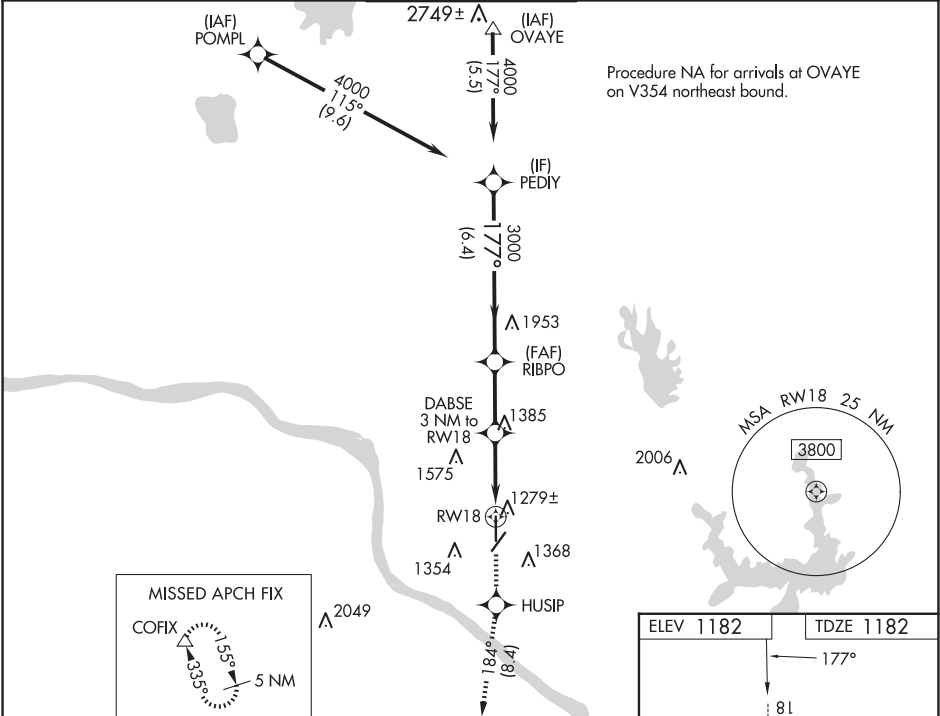 2749±
(IAF)
OVAYE
(IAF)
POMPL
4000
115°
(9.6)
4000
177°
(5.5)
Procedure NA for arrivals at OVAYE
on V354 northeast bound.
(IF)
PEDIY
3000
177°
(6.4)
1953
(FAF)
RIBPO
DABSE
3 NM to
RW18
1385
1575
2006
MSA RW18 25 NM
3800
1279±
RW18
1354
1368
HUSIP
184°
(8.4)
2049
MISSED APCH FIX
COFIX
155°
335°
5 NM
ELEV 1182
TDZE 1182
177°
18